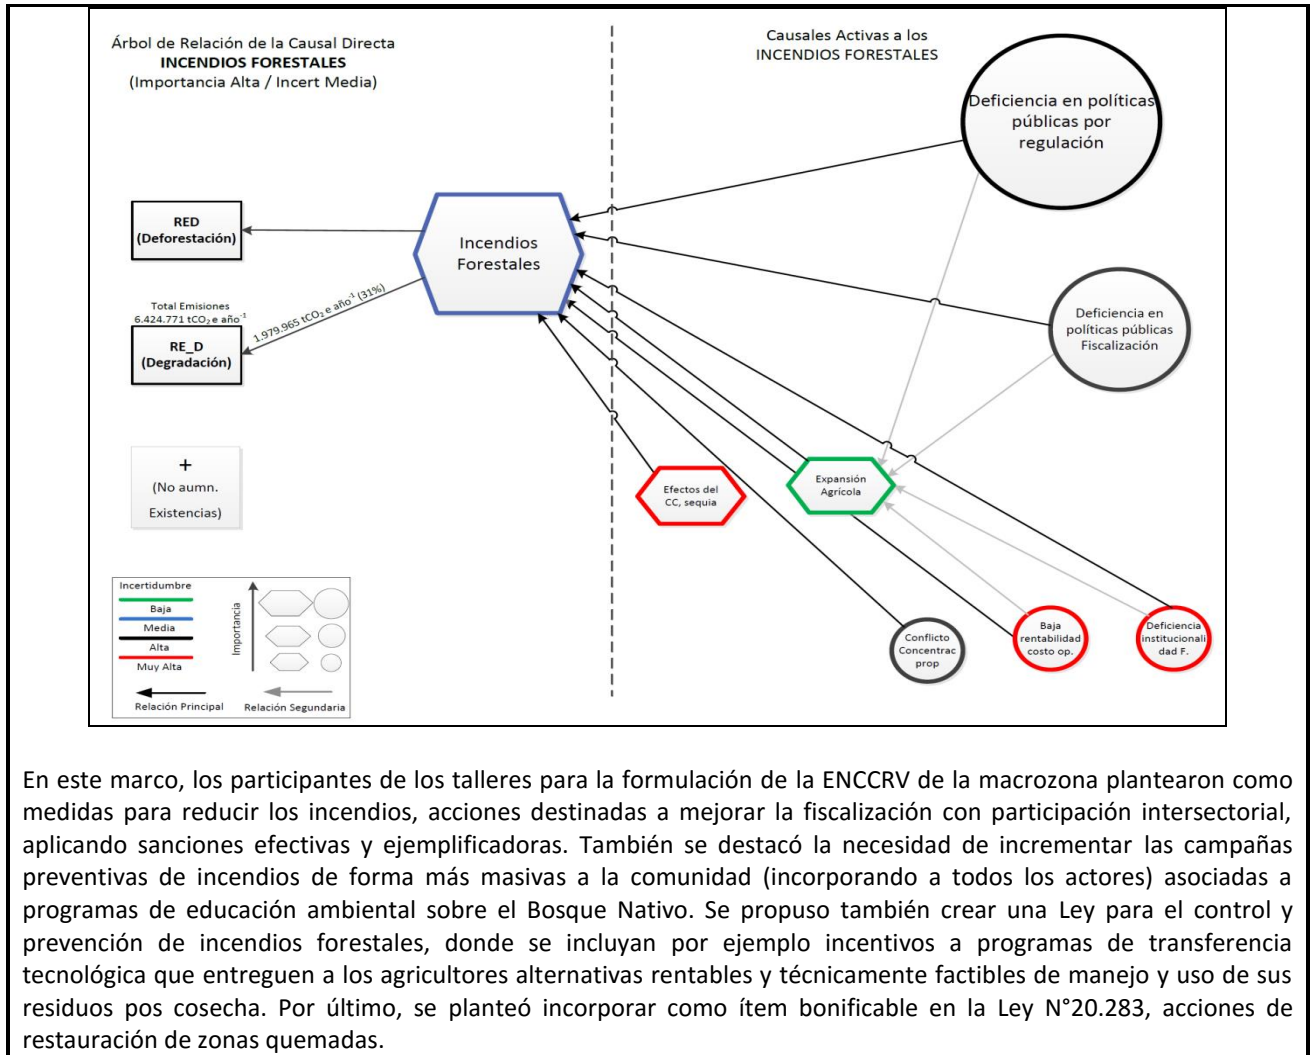 Árbol de Relación de la Causal Directa
INCENDIOS FORESTALES
(Importancia Alta / Incert Media)
Causales Activas a los
INCENDIOS FORESTALES
Deficiencia en políticas
públicas por
regulación
RED
(Deforestación)
Incendios
Forestales
Total Emisiones
6.424.771 tCO₂ e año⁻¹
1.979.965 tCO₂ e año⁻¹ (31%)
RE_D
(Degradación)
Deficiencia en
políticas públicas
Fiscalización
+
(No aumn.
Existencias)
Efectos del
CC, sequia
Expansión
Agrícola
Conflicto
Concentrac
prop
Baja
rentabilidad
costo op.
Deficiencia
institucionali
dad F.
Incertidumbre
Baja
Media
Alta
Muy Alta
Importancia
Relación Principal
Relación Segundaria
En este marco, los participantes de los talleres para la formulación de la ENCCRV de la macrozona plantearon como
medidas para reducir los incendios, acciones destinadas a mejorar la fiscalización con participación intersectorial,
aplicando sanciones efectivas y ejemplificadoras. También se destacó la necesidad de incrementar las campañas
preventivas de incendios de forma más masivas a la comunidad (incorporando a todos los actores) asociadas a
programas de educación ambiental sobre el Bosque Nativo. Se propuso también crear una Ley para el control y
prevención de incendios forestales, donde se incluyan por ejemplo incentivos a programas de transferencia
tecnológica que entreguen a los agricultores alternativas rentables y técnicamente factibles de manejo y uso de sus
residuos pos cosecha. Por último, se planteó incorporar como ítem bonificable en la Ley N°20.283, acciones de
restauración de zonas quemadas.